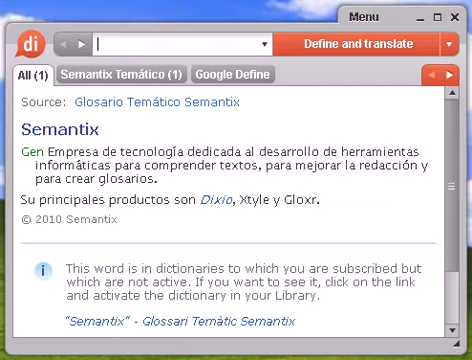 Menu
di
Define and translate
All (1)
Semantix Temático (1)
Google Define
Source: Glosario Temático Semantix
Semantix
Gen Empresa de tecnología dedicada al desarrollo de herramientas
informáticas para comprender textos, para mejorar la redacción y
para crear glosarios.
Su principales producto son Dixio, Xtyle y Gloxr.
© 2010 Semantix
i
This word is in dictionaries to which you are subscribed but
which are not active. If you want to see it, click on the link
and activate the dictionary in your Library.
"Semantix" - Glossari Temàtic Semantix